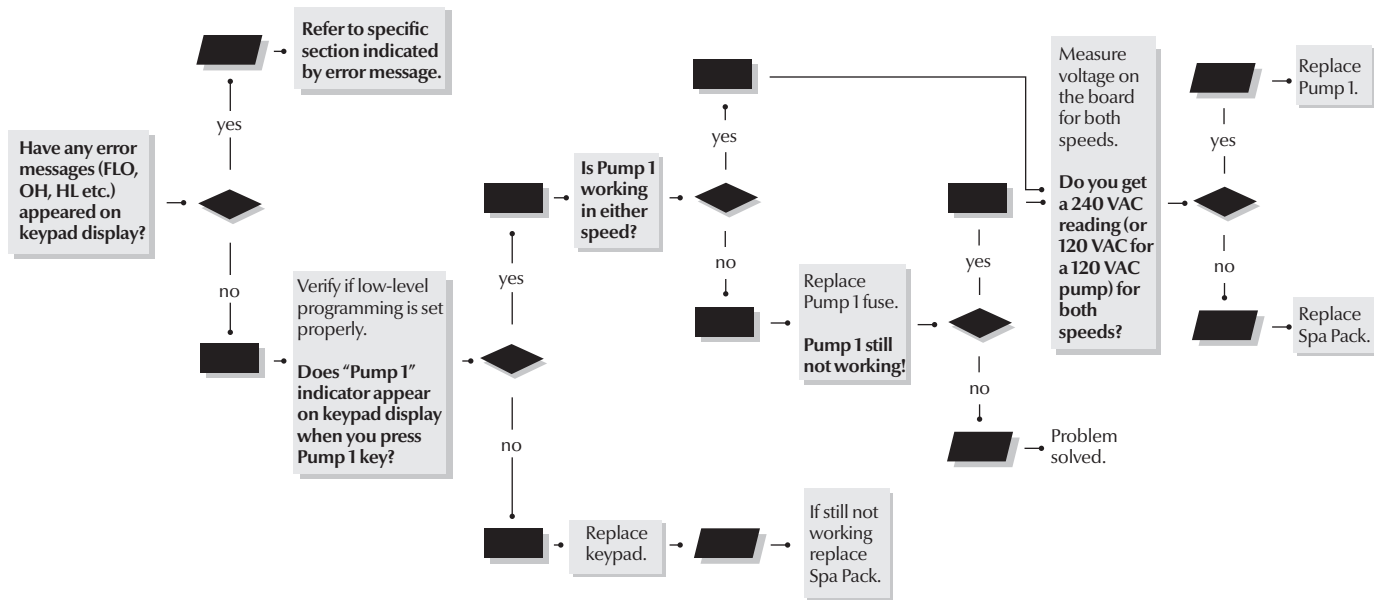 Have any error
messages (FLO,
OH, HL etc.)
appeared on
keypad display?
yes
Refer to specific
section indicated
by error message.
no
Verify if low-level
programming is set
properly.
Does “Pump 1”
indicator appear
on keypad display
when you press
Pump 1 key?
yes
Is Pump 1
working
in either
speed?
yes
no
Replace
Pump 1 fuse.
Pump 1 still
not working!
yes
no
Problem
solved.
Measure
voltage on
the board
for both
speeds.
Do you get
a 240 VAC
reading (or
120 VAC for
a 120 VAC
pump) for
both
speeds?
yes
Replace
Pump 1.
no
Replace
Spa Pack.
no
Replace
keypad.
If still not
working
replace
Spa Pack.